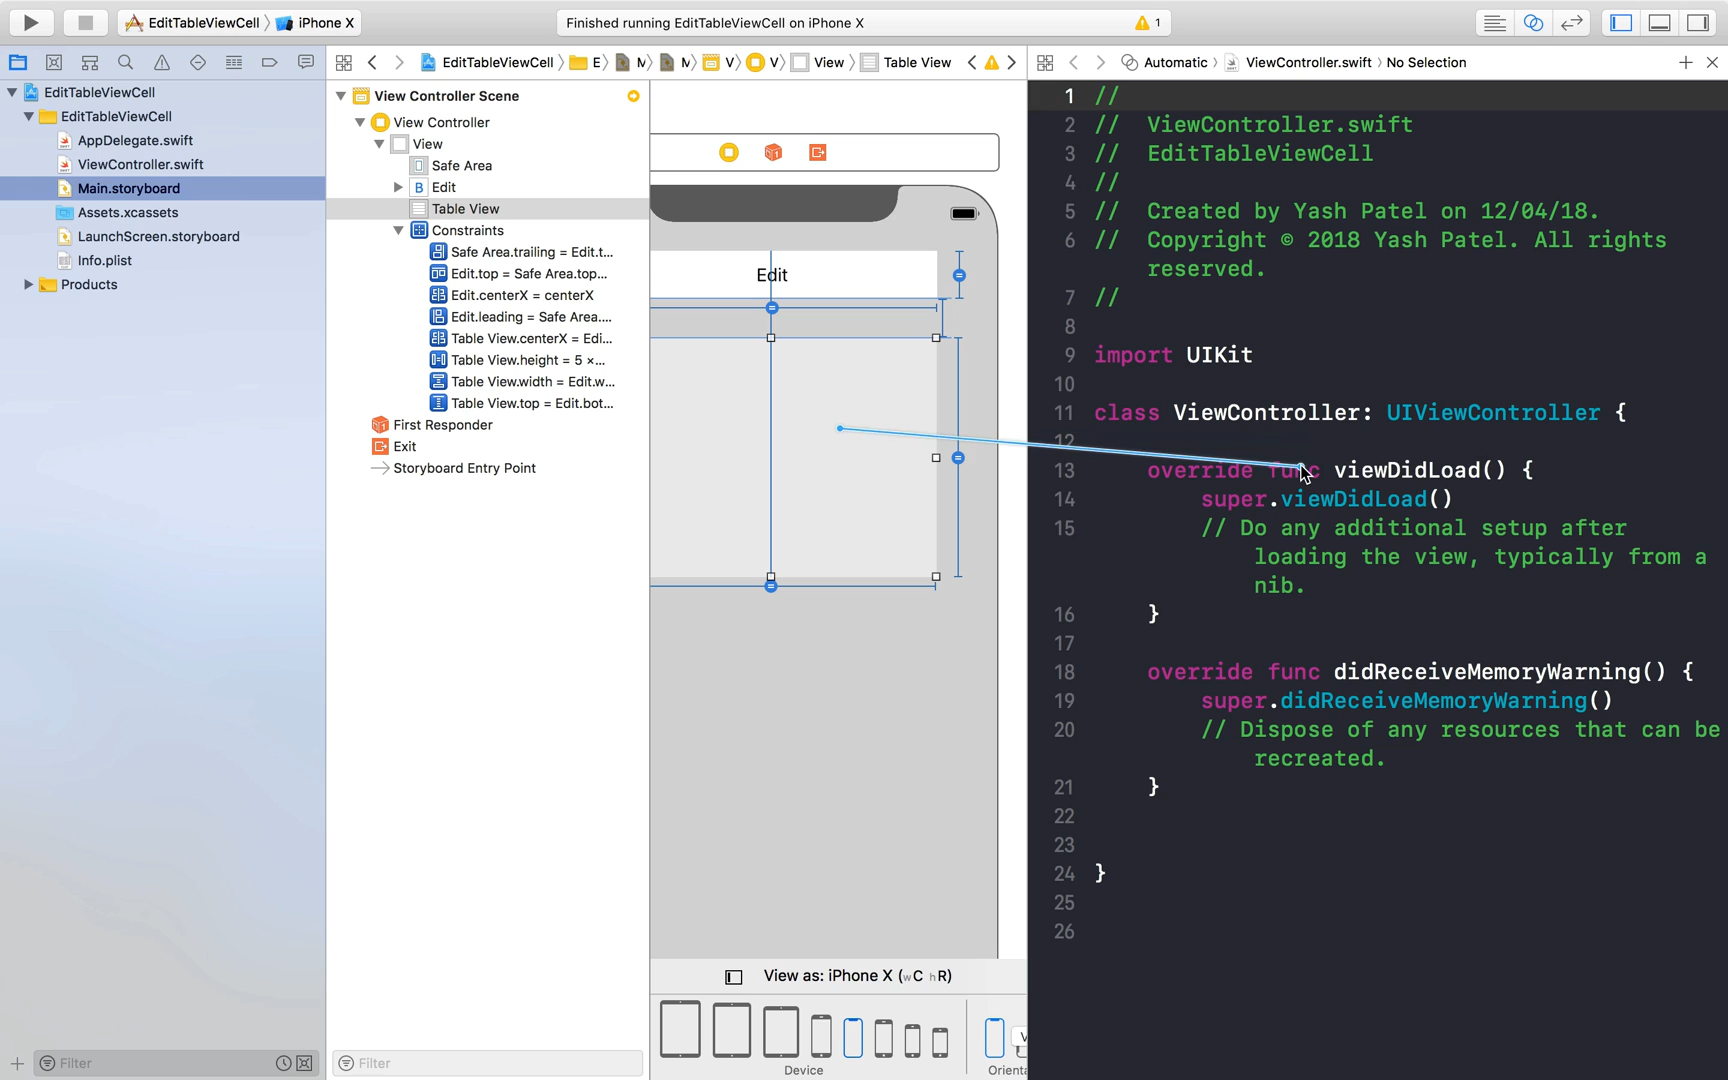 EditTableViewCell
iPhone X
Finished running EditTableViewCell on iPhone X
1
EditTableViewCell
E
M
M
V
V
View
Table View
Automatic
ViewController.swift
No Selection
EditTableViewCell
EditTableViewCell
AppDelegate.swift
ViewController.swift
Main.storyboard
Assets.xcassets
LaunchScreen.storyboard
Info.plist
Products
Filter
View Controller Scene
View Controller
View
Safe Area
B Edit
Table View
Constraints
Safe Area.trailing = Edit.t...
Edit.top = Safe Area.top...
Edit.centerX = centerX
Edit.leading = Safe Area....
Table View.centerX = Edi...
Table View.height = 5 ×...
Table View.width = Edit.w...
Table View.top = Edit.bot...
First Responder
Exit
Storyboard Entry Point
Filter
Edit
View as: iPhone X (wC hR)
Device
Orienta
V
1 //
2 // ViewController.swift
3 // EditTableViewCell
4 //
5 // Created by Yash Patel on 12/04/18.
6 // Copyright © 2018 Yash Patel. All rights
reserved.
7 //
8
9 import UIKit
10
11 class ViewController: UIViewController {
12
13 override func viewDidLoad() {
14 super.viewDidLoad()
15 // Do any additional setup after
loading the view, typically from a
nib.
16 }
17
18 override func didReceiveMemoryWarning() {
19 super.didReceiveMemoryWarning()
20 // Dispose of any resources that can be
recreated.
21 }
22
23
24 }
25
26